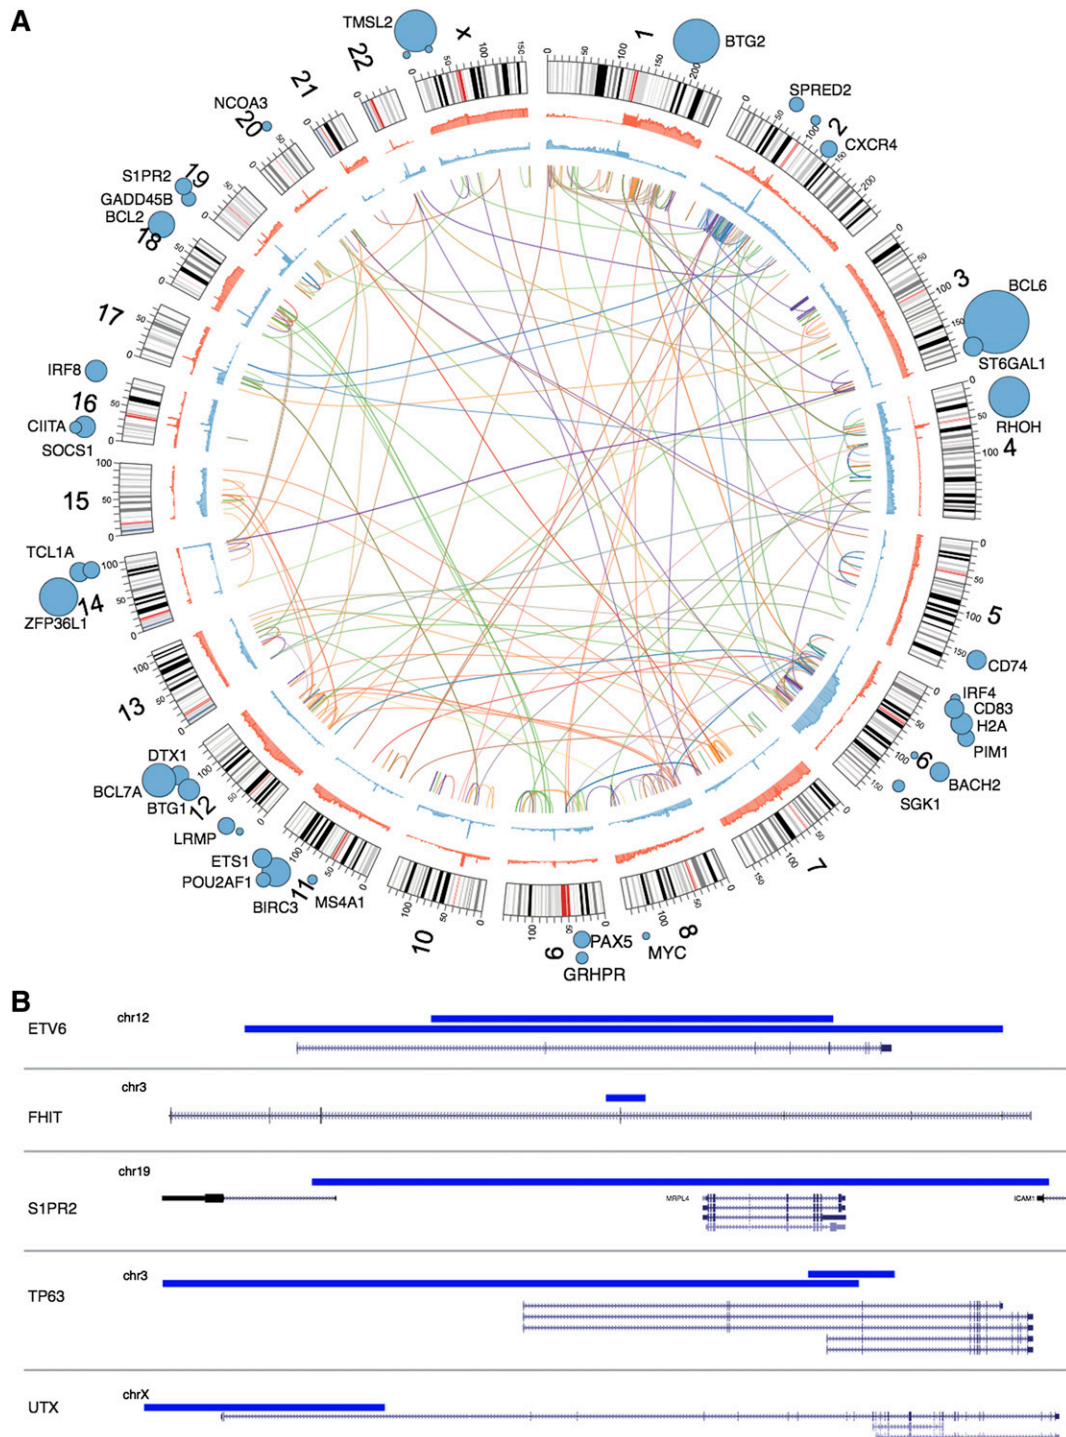 A
TMSL2
BTG2
SPRED2
CXCR4
NCOA3
S1PR2
GADD45B
BCL2
IRF8
CIITA
SOCS1
BCL6
ST6GAL1
RHOH
TCL1A
ZFP36L1
CD74
IRF4
CD83
H2A
PIM1
BACH2
SGK1
DTX1
BCL7A
BTG1
LRMP
ETS1
POU2AF1
BIRC3
MS4A1
PAX5
GRHPR
MYC
1
2
3
4
5
6
7
8
9
10
11
12
13
14
15
16
17
18
19
20
21
22
X
B
ETV6 chr12
FHIT chr3
S1PR2 chr19
MRPL4 ICAM1
TP63 chr3
UTX chrX